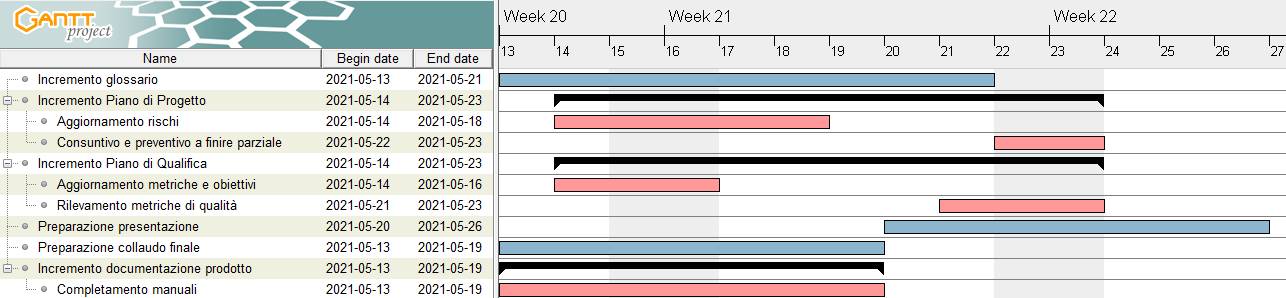 GANTT project
Week 20 Week 21 Week 22
13 14 15 16 17 18 19 20 21 22 23 24 25 26 27
Name Begin date End date
Incremento glossario 2021-05-13 2021-05-21
Incremento Piano di Progetto 2021-05-14 2021-05-23
Aggiornamento rischi 2021-05-14 2021-05-18
Consuntivo e preventivo a finire parziale 2021-05-22 2021-05-23
Incremento Piano di Qualifica 2021-05-14 2021-05-23
Aggiornamento metriche e obiettivi 2021-05-14 2021-05-16
Rilevamento metriche di qualità 2021-05-21 2021-05-23
Preparazione presentazione 2021-05-20 2021-05-26
Preparazione collaudo finale 2021-05-13 2021-05-19
Incremento documentazione prodotto 2021-05-13 2021-05-19
Completamento manuali 2021-05-13 2021-05-19